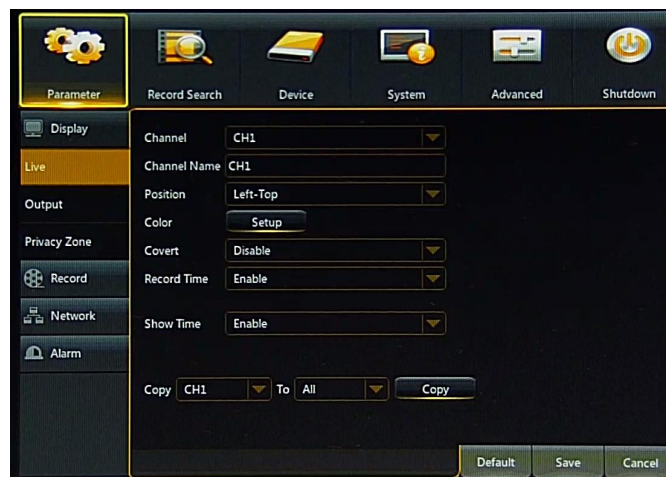 Parameter
Record Search
Device
System
Advanced
Shutdown
Display
Live
Output
Privacy Zone
Record
Network
Alarm
Channel CH1
Channel Name CH1
Position Left-Top
Color Setup
Covert Disable
Record Time Enable
Show Time Enable
Copy CH1 To All Copy
Default Save Cancel